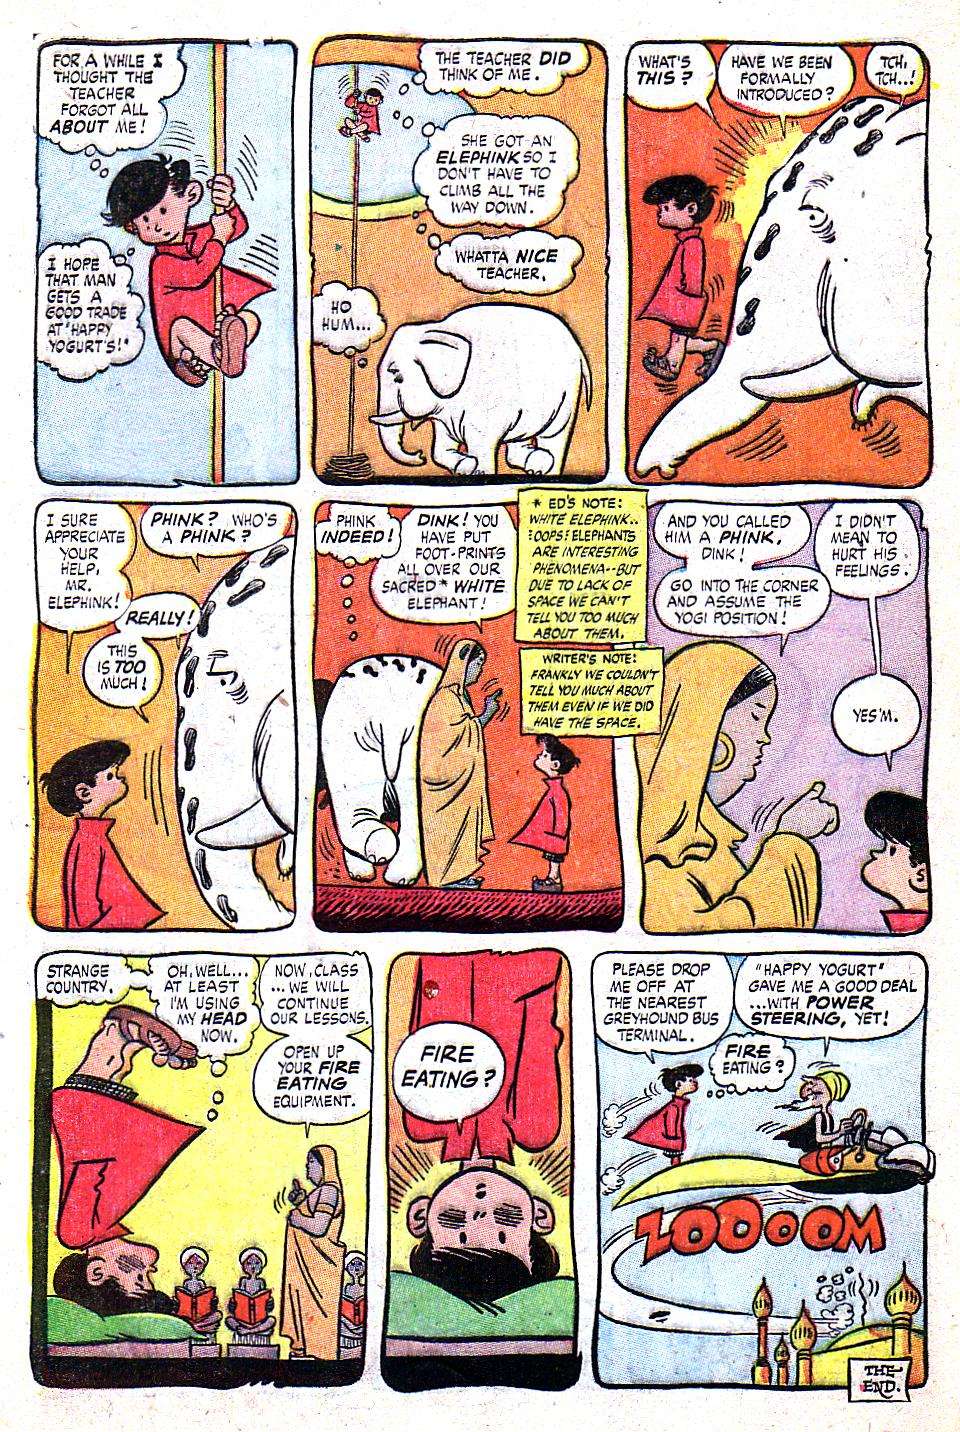 FOR A WHILE I
THOUGHT THE
TEACHER
FORGOT ALL
ABOUT ME!
I HOPE
THAT MAN
GETS A
GOOD TRADE
AT "HAPPY
YOGURT'S!"
THE TEACHER DID
THINK OF ME.
SHE GOT AN
ELEPHINK SO I
DON'T HAVE TO
CLIMB ALL THE
WAY DOWN.
WHATTA NICE
TEACHER.
HO
HUM...
WHAT'S
THIS?
HAVE WE BEEN
FORMALLY
INTRODUCED?
TCH,
TCH..!
I SURE
APPRECIATE
YOUR
HELP,
MR.
ELEPHINK!
PHINK? WHO'S
A PHINK?
REALLY!
THIS
IS TOO
MUCH!
PHINK
INDEED!
DINK! YOU
HAVE PUT
FOOT-PRINTS
ALL OVER OUR
SACRED* WHITE
ELEPHANT!
* ED'S NOTE:
WHITE ELEPHINK..
!OOPS! ELEPHANTS
ARE INTERESTING
PHENOMENA--BUT
DUE TO LACK OF
SPACE WE CAN'T
TELL YOU TOO MUCH
ABOUT THEM.
WRITER'S NOTE:
FRANKLY WE COULDN'T
TELL YOU MUCH ABOUT
THEM EVEN IF WE DID
HAVE THE SPACE.
AND YOU CALLED
HIM A PHINK,
DINK!
GO INTO THE CORNER
AND ASSUME THE
YOGI POSITION!
I DIDN'T
MEAN TO
HURT HIS
FEELINGS.
YES'M.
STRANGE
COUNTRY.
OH, WELL...
AT LEAST
I'M USING
MY HEAD
NOW.
NOW, CLASS
...WE WILL
CONTINUE
OUR LESSONS.
OPEN UP
YOUR FIRE
EATING
EQUIPMENT.
FIRE
EATING?
PLEASE DROP
ME OFF AT
THE NEAREST
GREYHOUND BUS
TERMINAL.
FIRE
EATING?
"HAPPY YOGURT"
GAVE ME A GOOD DEAL
...WITH POWER
STEERING, YET!
ZOOOOM
THE
END.